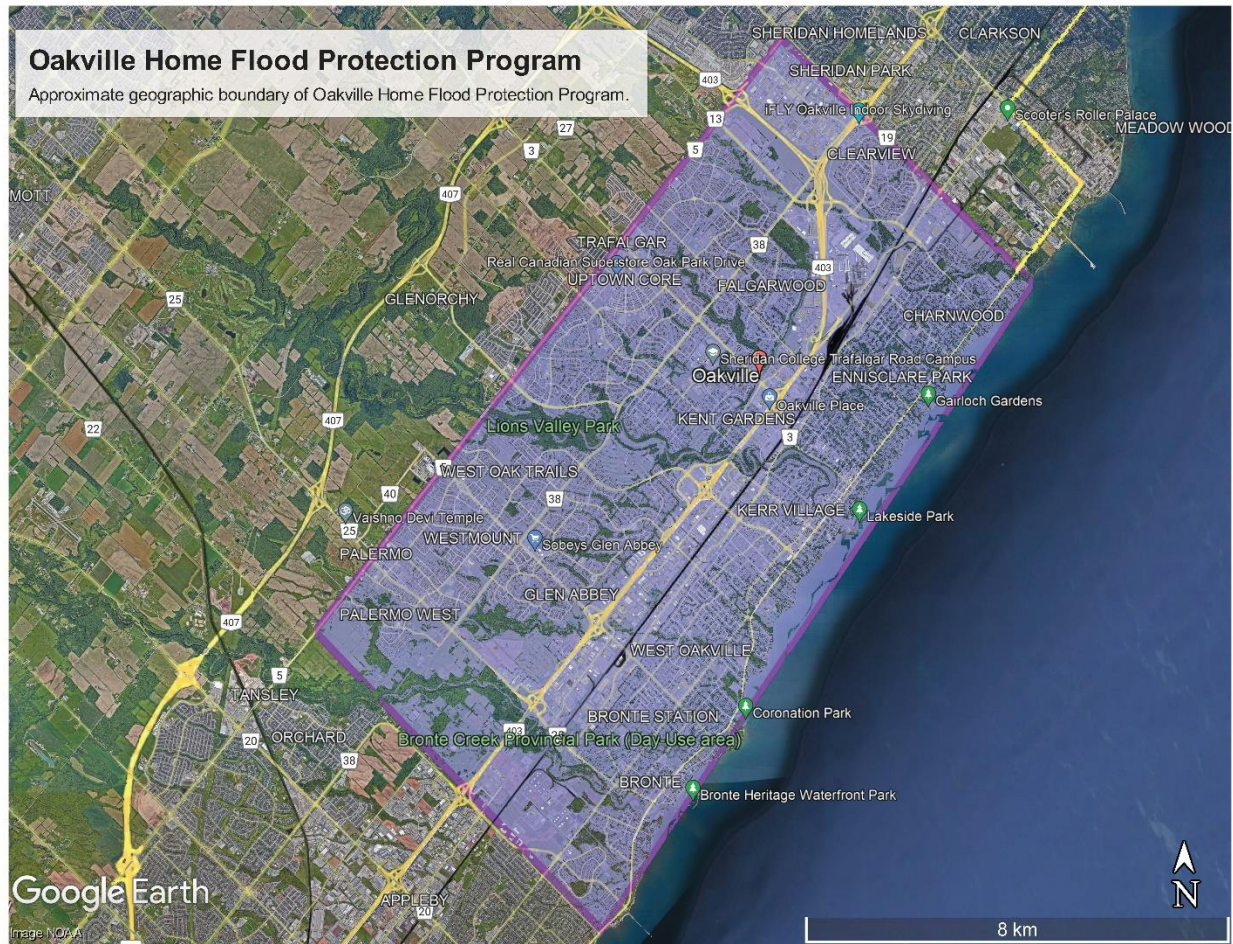 Oakville Home Flood Protection Program
Approximate geographic boundary of Oakville Home Flood Protection Program.
SHERIDAN HOMELANDS
CLARKSON
SHERIDAN PARK
403
iFLY Oakville Indoor Skydiving
Scooter's Roller Palace
13
MEADOW WOOD
27
19
3
5
CLEARVIEW
407
MOTT
TRAFALGAR
38
Real Canadian Superstore Oak Park Drive
403
UPTOWN CORE
FALGARWOOD
25
GLENORCHY
CHARNWOOD
Sheridan College Trafalgar Road Campus
Oakville
ENNISCLARE PARK
Gairloch Gardens
Oakville Place
407
KENT GARDENS
22
Lions Valley Park
3
WEST OAK TRAILS
40
38
KERR VILLAGE
Lakeside Park
Vaishno Devi Temple
25
WESTMOUNT
Sobeys Glen Abbey
PALERMO
GLEN ABBEY
PALERMO WEST
407
WEST OAKVILLE
5
TANSLEY
BRONTE STATION
Coronation Park
403
20
ORCHARD
Bronte Creek Provincial Park (Day-Use area)
38
BRONTE
Bronte Heritage Waterfront Park
N
Google Earth
APPLEBY
20
8 km
Image NOAA